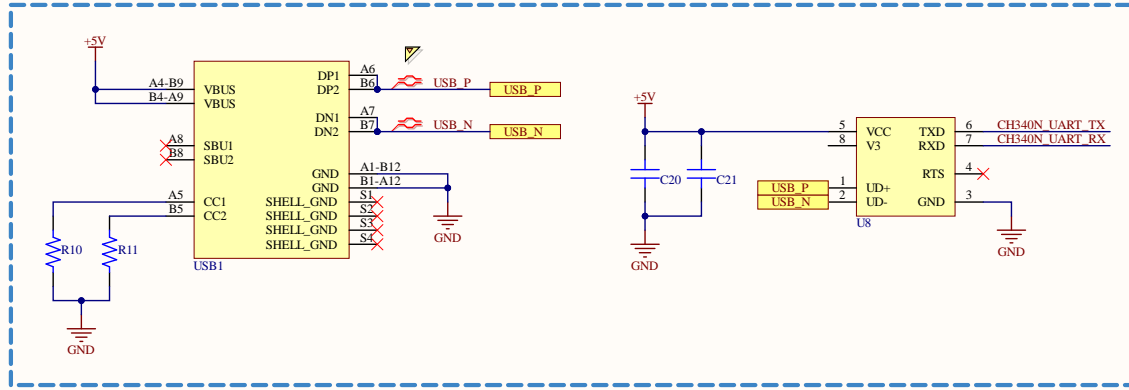 +5V
A4-B9 VBUS
B4-A9 VBUS
A8 SBU1
B8 SBU2
A5 CC1
B5 CC2
DP1 A6
DP2 B6 USB_P USB_P
DN1 A7
DN2 B7 USB_N USB_N
GND A1-B12
GND B1-A12
SHELL_GND S1
SHELL_GND S2
SHELL_GND S3
SHELL_GND S4
USB1
GND
R10 R11
GND
+5V
C20 C21
GND
5 VCC
8 V3
USB_P 1 UD+
USB_N 2 UD-
TXD 6 CH340N_UART_TX
RXD 7 CH340N_UART_RX
RTS 4
GND 3
U8
GND